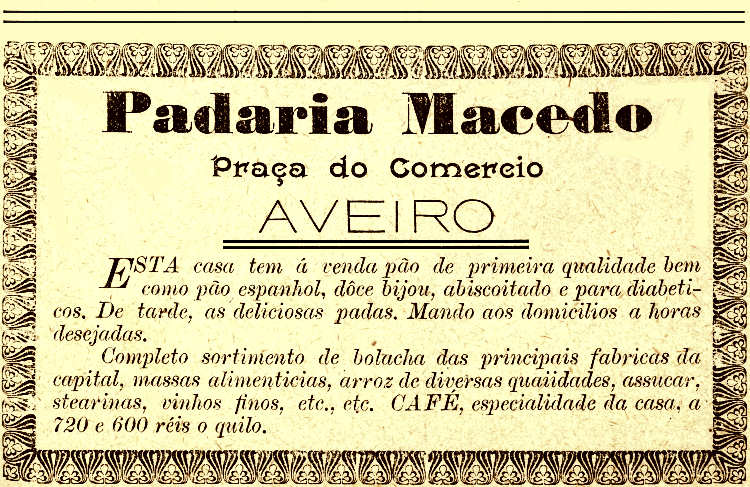 Padaria Macedo
Praça do Comercio
AVEIRO
ESTA casa tem á venda pão de primeira qualidade bem
como pão espanhol, dôce bijou, abiscoitado e para diabeti-
cos. De tarde, as deliciosas padas. Mando aos domicilios a horas
desejadas.
Completo sortimento de bolacha das principais fabricas da
capital, massas alimenticias, arroz de diversas quaiidades, assucar,
stearinas, vinhos finos, etc., etc. CAFÉ, especialidade da casa, a
720 e 600 réis o quilo.